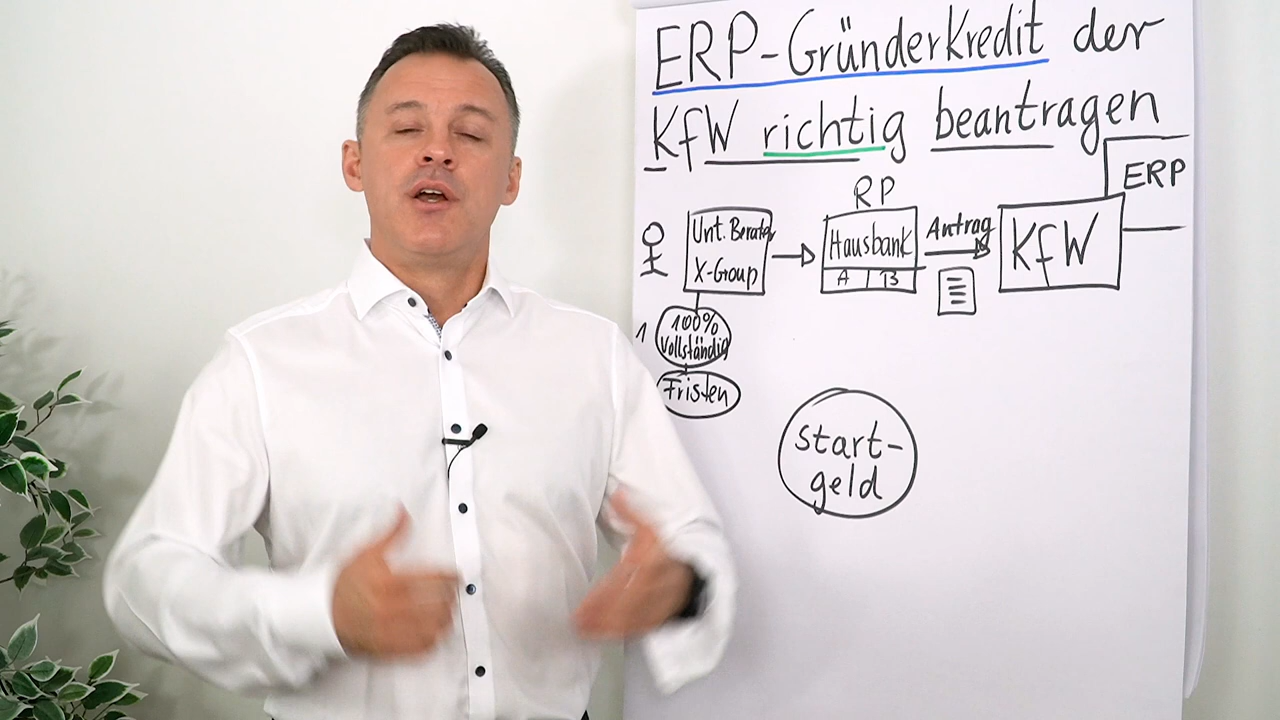 ERP-Gründerkredit der
KfW richtig beantragen
ERP
RP
Unt. Berater
X-Group
Hausbank
A B
Antrag
KfW
1
100%
Vollständig
Fristen
Start-
geld